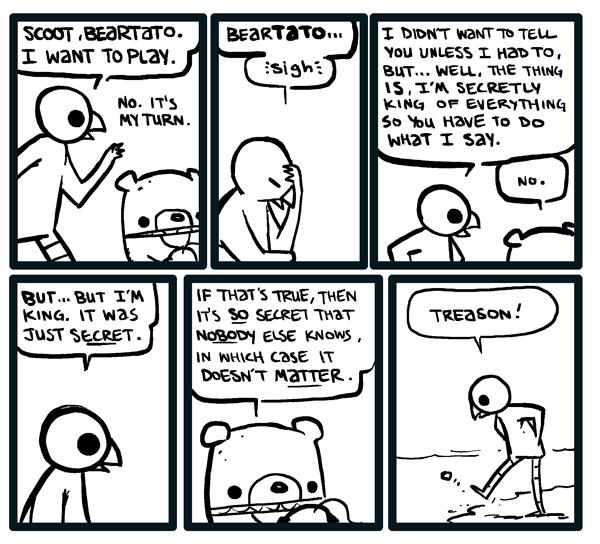 SCOOT, BEARTATO.
I WANT TO PLAY.
NO. IT'S
MY TURN.
BEARTATO...
sigh
I DIDN'T WANT TO TELL
YOU UNLESS I HAD TO,
BUT... WELL, THE THING
IS, I'M SECRETLY
KING OF EVERYTHING
SO YOU HAVE TO DO
WHAT I SAY.
NO.
BUT... BUT I'M
KING. IT WAS
JUST SECRET.
IF THAT'S TRUE, THEN
IT'S SO SECRET THAT
NOBODY ELSE KNOWS,
IN WHICH CASE IT
DOESN'T MATTER.
TREASON!